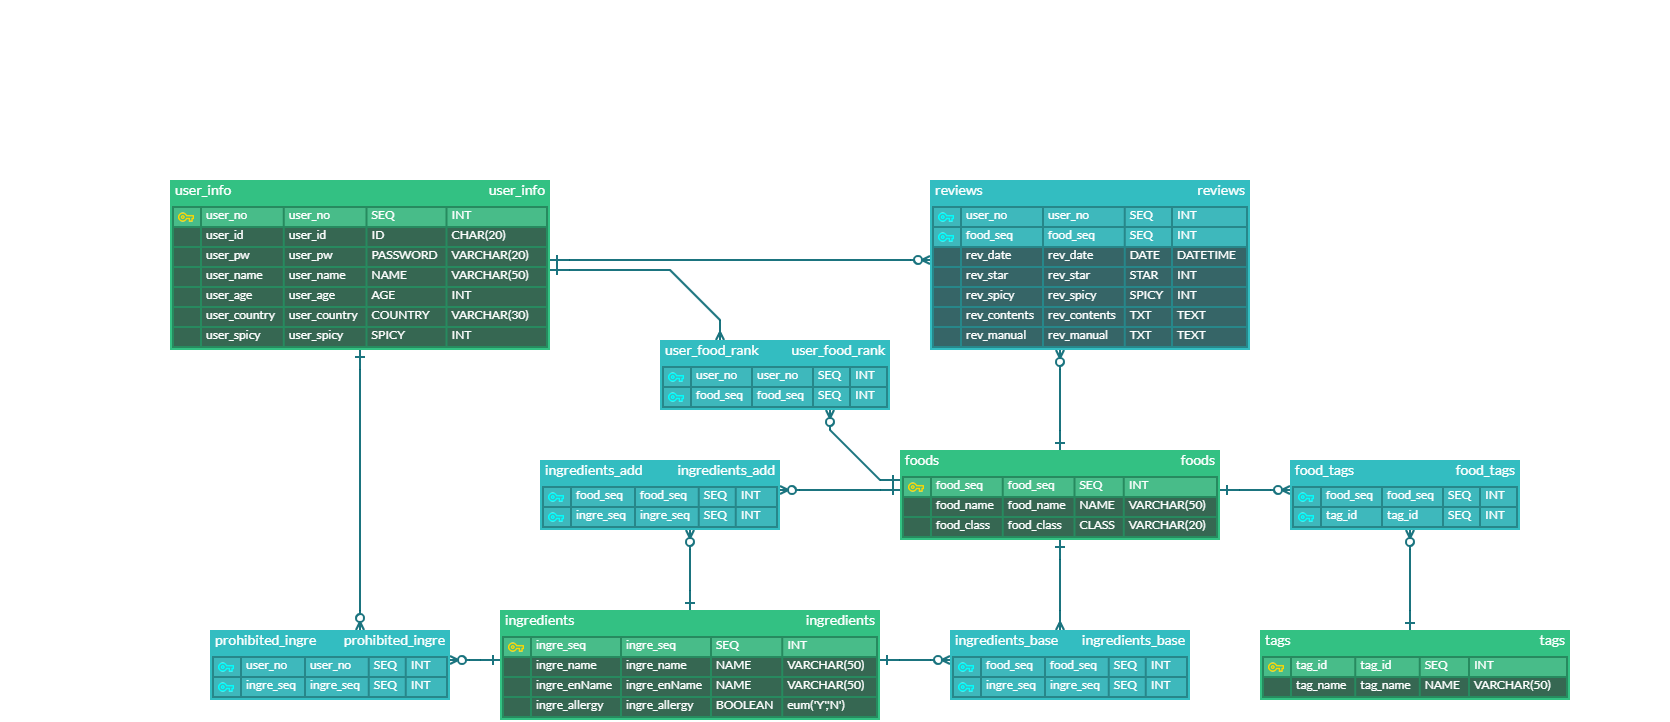 user_info user_info
user_no user_no SEQ INT
user_id user_id ID CHAR(20)
user_pw user_pw PASSWORD VARCHAR(20)
user_name user_name NAME VARCHAR(50)
user_age user_age AGE INT
user_country user_country COUNTRY VARCHAR(30)
user_spicy user_spicy SPICY INT
reviews reviews
user_no user_no SEQ INT
food_seq food_seq SEQ INT
rev_date rev_date DATE DATETIME
rev_star rev_star STAR INT
rev_spicy rev_spicy SPICY INT
rev_contents rev_contents TXT TEXT
rev_manual rev_manual TXT TEXT
user_food_rank user_food_rank
user_no user_no SEQ INT
food_seq food_seq SEQ INT
ingredients_add ingredients_add
food_seq food_seq SEQ INT
ingre_seq ingre_seq SEQ INT
foods foods
food_seq food_seq SEQ INT
food_name food_name NAME VARCHAR(50)
food_class food_class CLASS VARCHAR(20)
food_tags food_tags
food_seq food_seq SEQ INT
tag_id tag_id SEQ INT
prohibited_ingre prohibited_ingre
user_no user_no SEQ INT
ingre_seq ingre_seq SEQ INT
ingredients ingredients
ingre_seq ingre_seq SEQ INT
ingre_name ingre_name NAME VARCHAR(50)
ingre_enName ingre_enName NAME VARCHAR(50)
ingre_allergy ingre_allergy BOOLEAN eum('Y','N')
ingredients_base ingredients_base
food_seq food_seq SEQ INT
ingre_seq ingre_seq SEQ INT
tags tags
tag_id tag_id SEQ INT
tag_name tag_name NAME VARCHAR(50)